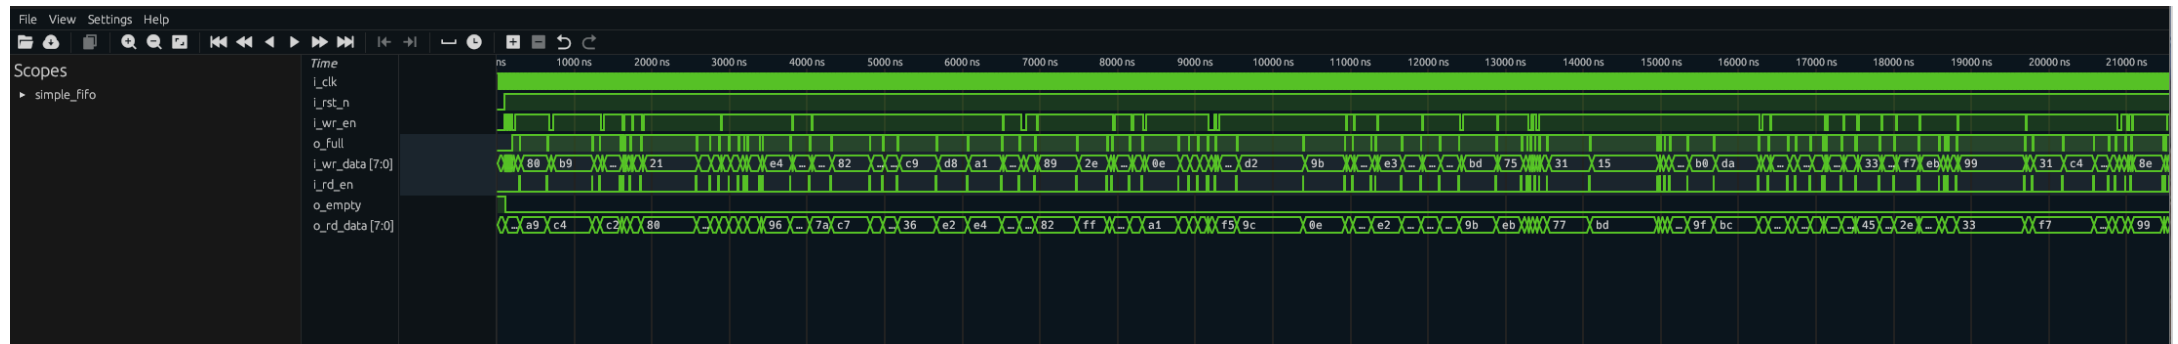 File View Settings Help
Scopes
simple_fifo
Time
ns 1000 ns 2000 ns 3000 ns 4000 ns 5000 ns 6000 ns 7000 ns 8000 ns 9000 ns 10000 ns 11000 ns 12000 ns 13000 ns 14000 ns 15000 ns 16000 ns 17000 ns 18000 ns 19000 ns 20000 ns 21000 ns
i_clk
i_rst_n
i_wr_en
o_full
i_wr_data [7:0] 80 b9 ... 21 e4 ... ... 82 ... c9 d8 a1 ... 89 2e ... 0e ... d2 9b ... e3 ... ... ... bd 75 31 15 ... b0 da ... ... ... 33 ... f7 eb 99 31 c4 ... 8e
i_rd_en
o_empty
o_rd_data [7:0] ... a9 c4 c2 80 ... 96 ... 7a c7 ... 36 e2 e4 ... ... 82 ff ... a1 f5 9c 0e ... e2 ... ... ... 9b eb 77 bd ... 9f bc ... ... ... ... 45 ... 2e ... 33 f7 ... 99